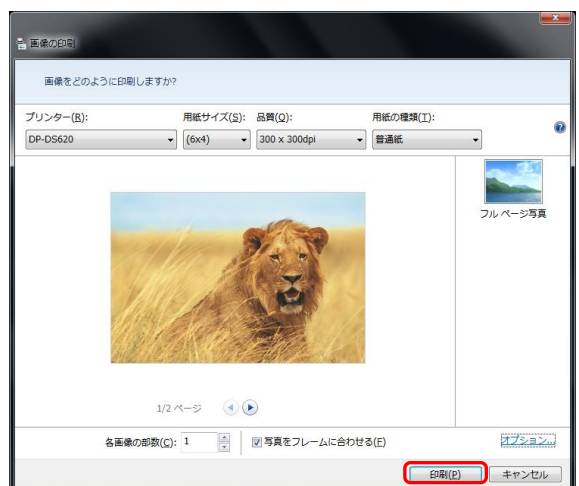 画像の印刷
画像をどのように印刷しますか?
プリンター(R): 用紙サイズ(S): 品質(Q): 用紙の種類(T):
DP-DS620 (6x4) 300 x 300dpi 普通紙
フル ページ写真
1/2 ページ
各画像の部数(C): 1 写真をフレームに合わせる(F) オプション...
印刷(P) キャンセル